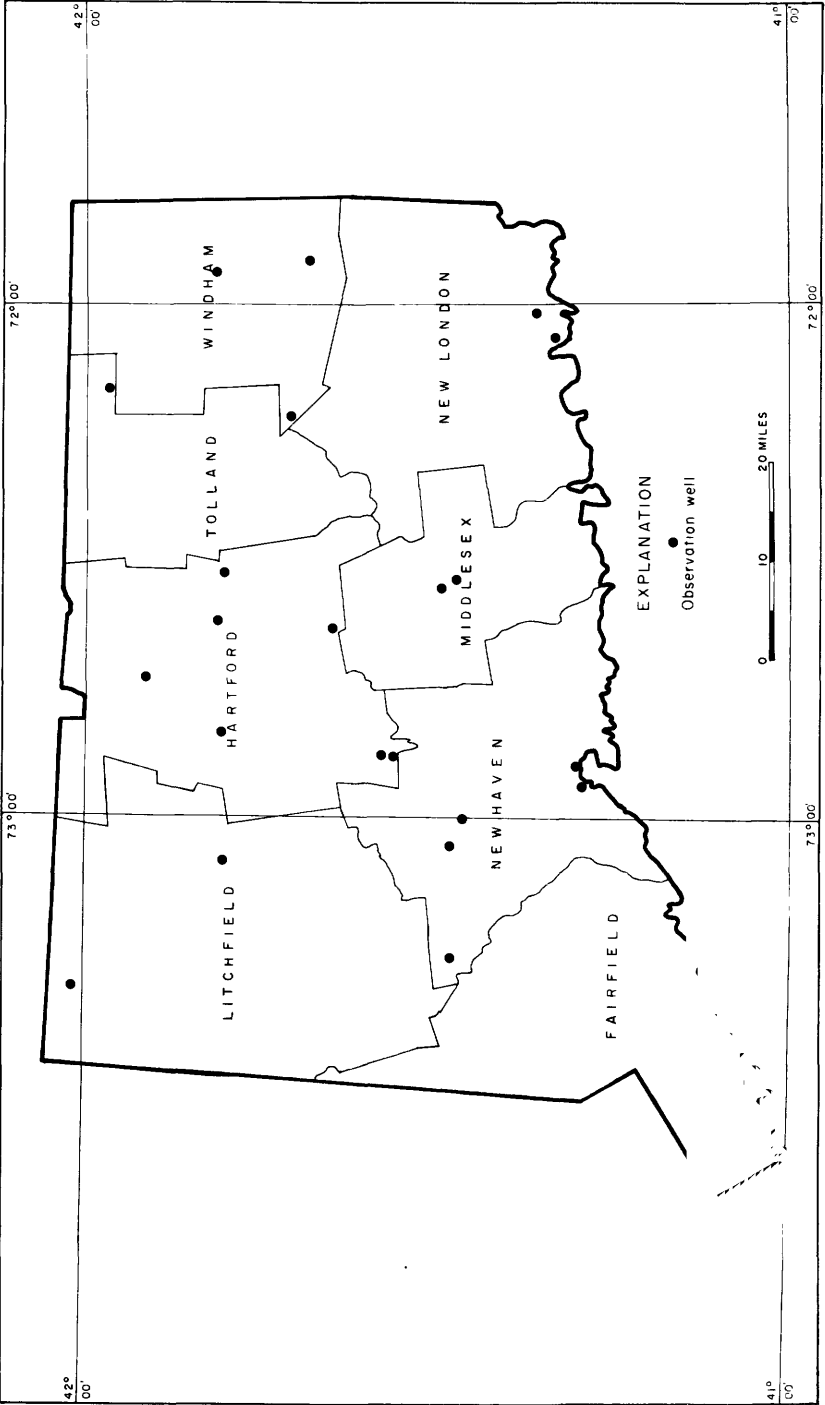 42°
00'
73°00'
72°00'
42°
00'
LITCHFIELD
HARTFORD
TOLLAND
WINDHAM
FAIRFIELD
NEW HAVEN
MIDDLESEX
NEW LONDON
EXPLANATION
Observation well
0 10 20 MILES
41°
00'
73°00'
72°00'
41°
00'